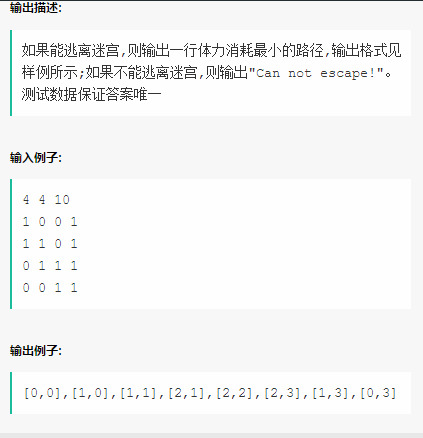 输出描述:
如果能逃离迷宫,则输出一行体力消耗最小的路径,输出格式见
样例所示;如果不能逃离迷宫,则输出"Can not escape!"。
测试数据保证答案唯一
输入例子:
4 4 10
1 0 0 1
1 1 0 1
0 1 1 1
0 0 1 1
输出例子:
[0,0],[1,0],[1,1],[2,1],[2,2],[2,3],[1,3],[0,3]